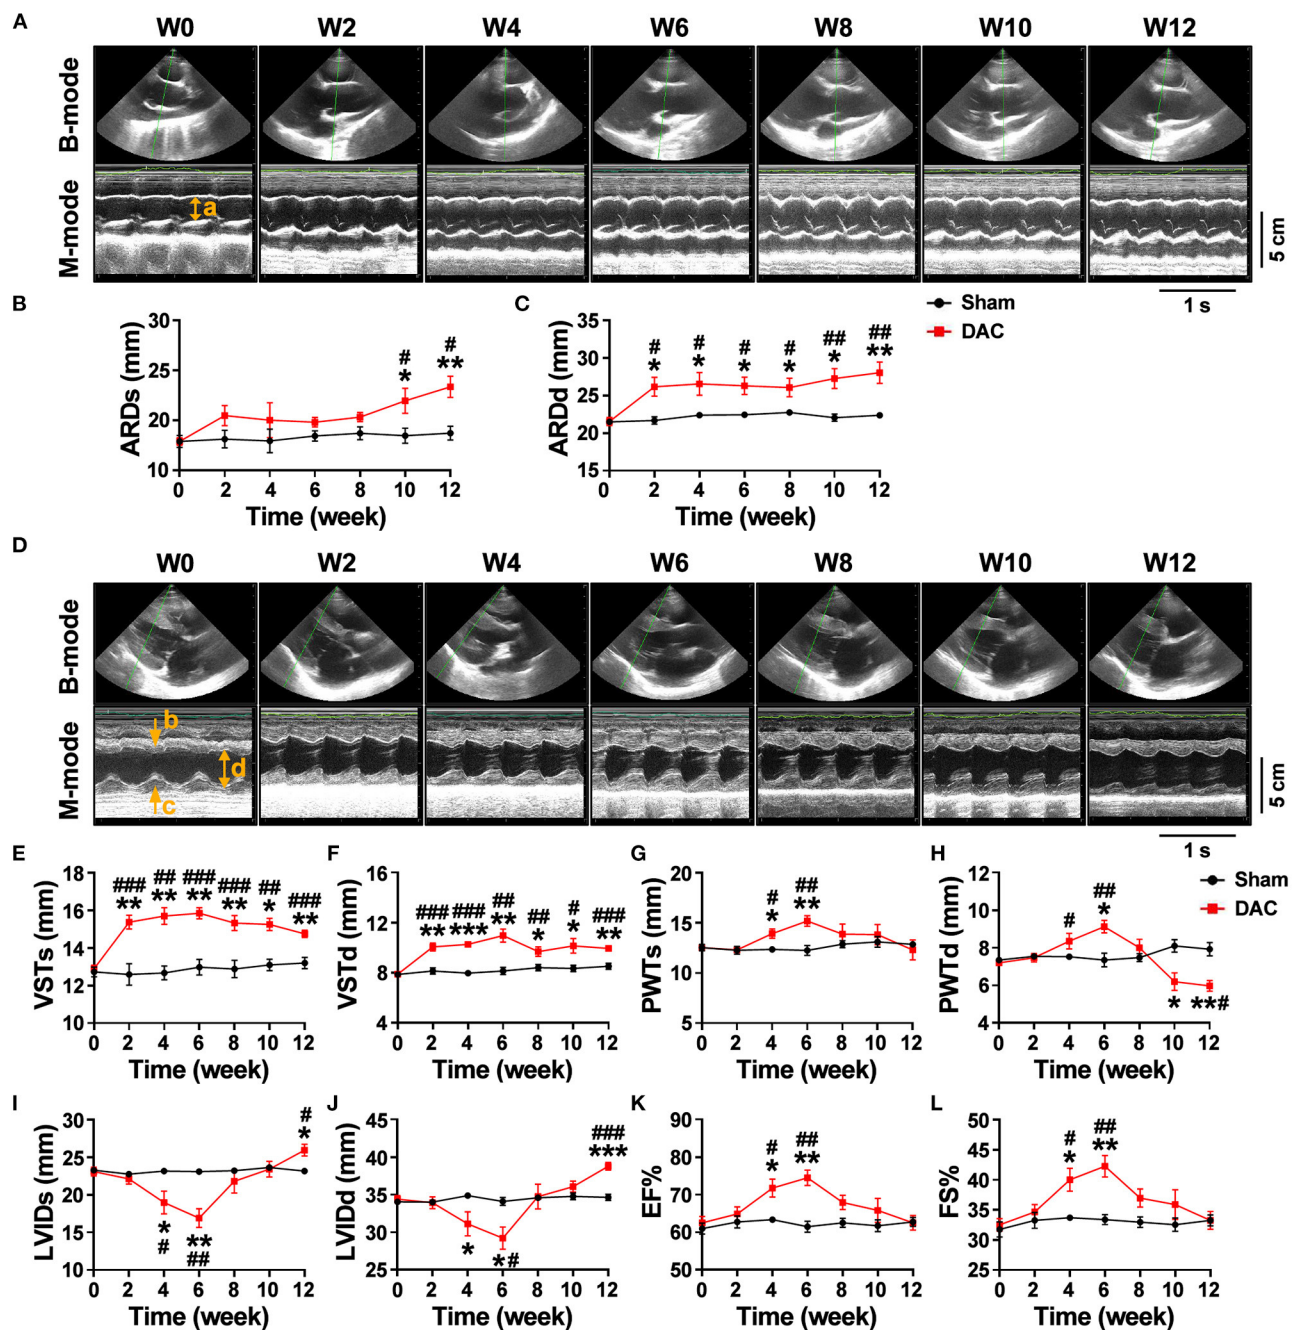 A
W0 W2 W4 W6 W8 W10 W12
B-mode
M-mode
a
5 cm
1 s
B
ARDs (mm)
30
20
10
# #
* **
0 2 4 6 8 10 12
Time (week)
C
ARDd (mm)
35
30
25
20
15
# # # # ## ##
* * * * * **
0 2 4 6 8 10 12
Time (week)
Sham
DAC
D
W0 W2 W4 W6 W8 W10 W12
B-mode
M-mode
b
d
c
5 cm
1 s
E
VSTs (mm)
18
16
14
12
10
### ## ### ### ## ###
** ** ** ** * **
0 2 4 6 8 10 12
Time (week)
F
VSTd (mm)
16
12
8
4
### ### ## ## # ###
** *** ** * * **
0 2 4 6 8 10 12
Time (week)
G
PWTs (mm)
20
15
10
5
# ##
* **
0 2 4 6 8 10 12
Time (week)
H
PWTd (mm)
12
10
8
6
4
# ##
*
* **#
0 2 4 6 8 10 12
Time (week)
Sham
DAC
I
LVIDs (mm)
30
25
20
15
10
#
*
* **
# ##
0 2 4 6 8 10 12
Time (week)
J
LVIDd (mm)
45
40
35
30
25
###
***
* *#
0 2 4 6 8 10 12
Time (week)
K
EF%
90
80
70
60
50
# ##
* **
0 2 4 6 8 10 12
Time (week)
L
FS%
50
45
40
35
30
25
# ##
* **
0 2 4 6 8 10 12
Time (week)